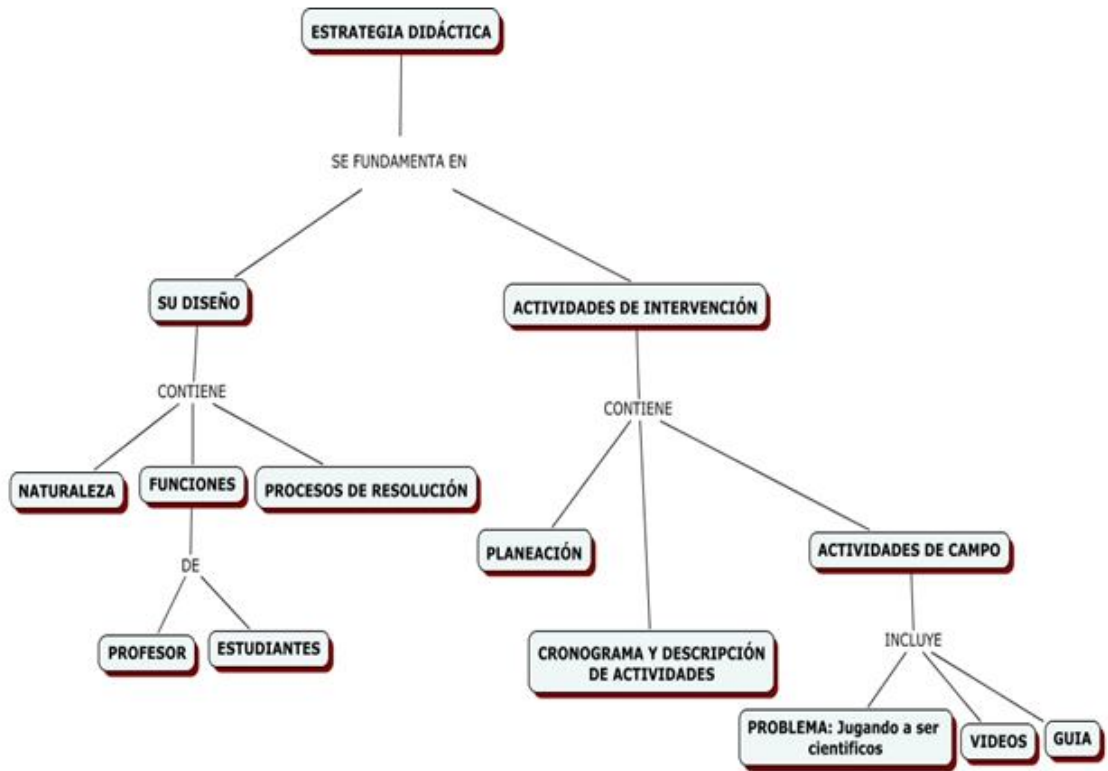 ESTRATEGIA DIDÁCTICA
SE FUNDAMENTA EN
SU DISEÑO
ACTIVIDADES DE INTERVENCIÓN
CONTIENE
CONTIENE
NATURALEZA
FUNCIONES
PROCESOS DE RESOLUCIÓN
PLANEACIÓN
ACTIVIDADES DE CAMPO
DE
PROFESOR
ESTUDIANTES
CRONOGRAMA Y DESCRIPCIÓN
DE ACTIVIDADES
INCLUYE
PROBLEMA: Jugando a ser
cientificos
VIDEOS
GUIA